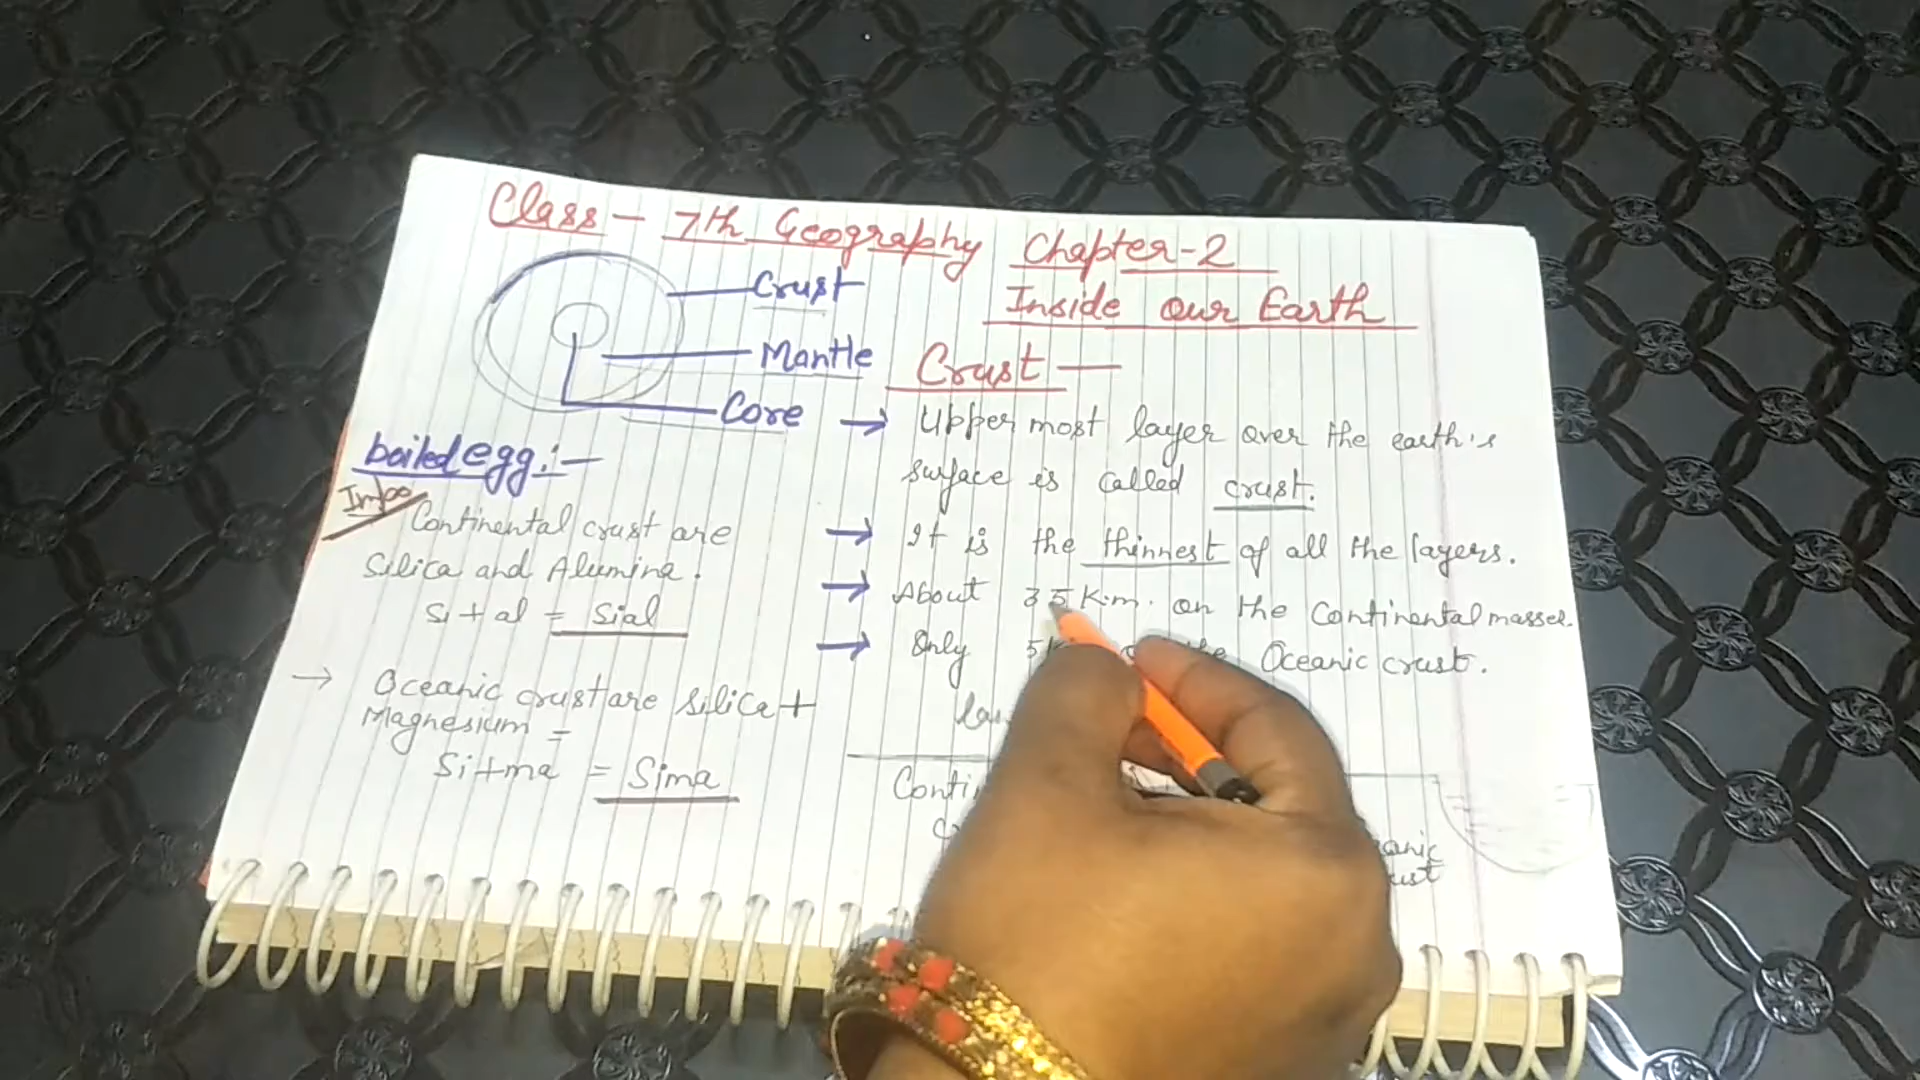 Class - 7th Geography Chapter-2
Inside our Earth
Crust
Mantle
Core
boiled egg :-
Imp
Continental crust are
Silica and Alumina.
Si + al = Sial
→ Oceanic crust are silica +
Magnesium =
Si + ma = Sima
Crust —
→ Upper most layer over the earth's
surface is called crust.
→ It is the thinnest of all the layers.
→ About 35 K.m. on the Continental masses.
→ Only 5K the Oceanic crust.